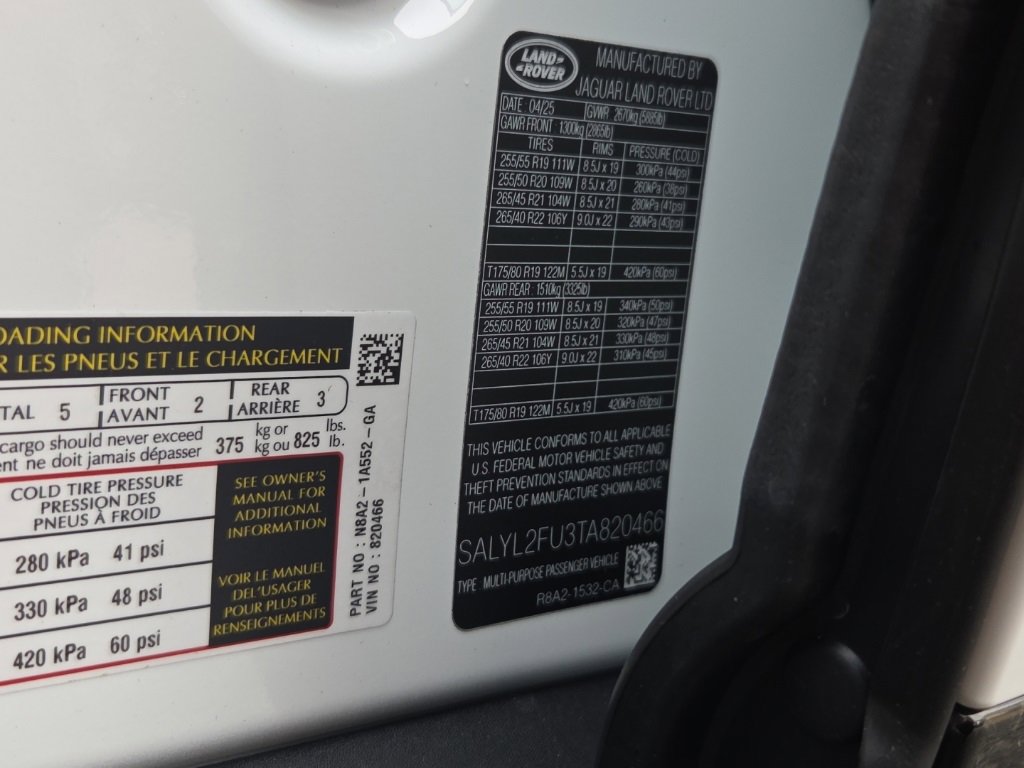 OADING INFORMATION
R LES PNEUS ET LE CHARGEMENT
TAL 5 FRONT AVANT 2 REAR ARRIÈRE 3
cargo should never exceed 375 kg or 825 lbs.
ent ne doit jamais dépasser kg ou lb.
COLD TIRE PRESSURE
PRESSION DES
PNEUS À FROID
280 kPa 41 psi
330 kPa 48 psi
420 kPa 60 psi
SEE OWNER'S
MANUAL FOR
ADDITIONAL
INFORMATION
VOIR LE MANUEL
DEL'USAGER
POUR PLUS DE
RENSEIGNEMENTS
PART NO : N8A2 - 1A552 - GA
VIN NO : 820466
LAND-
-ROVER
MANUFACTURED BY
JAGUAR LAND ROVER LTD
DATE : 04/25 GVWR 2670kg (5885lb)
GAWR FRONT : 1300kg (2865lb)
TIRES RIMS PRESSURE (COLD)
255/55 R19 111W 8.5J x 19 300kPa (44psi)
255/50 R20 109W 8.5J x 20 260kPa (38psi)
265/45 R21 104W 8.5J x 21 280kPa (41psi)
265/40 R22 106Y 9.0J x 22 290kPa (43psi)
T175/80 R19 122M 5.5J x 19 420kPa (60psi)
GAWR REAR : 1510kg (3325lb)
255/55 R19 111W 8.5J x 19 340kPa (50psi)
255/50 R20 109W 8.5J x 20 320kPa (47psi)
265/45 R21 104W 8.5J x 21 330kPa (48psi)
265/40 R22 106Y 9.0J x 22 310kPa (45psi)
T175/80 R19 122M 5.5J x 19 420kPa (60psi)
THIS VEHICLE CONFORMS TO ALL APPLICABLE
U.S. FEDERAL MOTOR VEHICLE SAFETY AND
THEFT PREVENTION STANDARDS IN EFFECT ON
THE DATE OF MANUFACTURE SHOWN ABOVE
SALYL2FU3TA820466
TYPE : MULTI-PURPOSE PASSENGER VEHICLE
R8A2-1532-CA